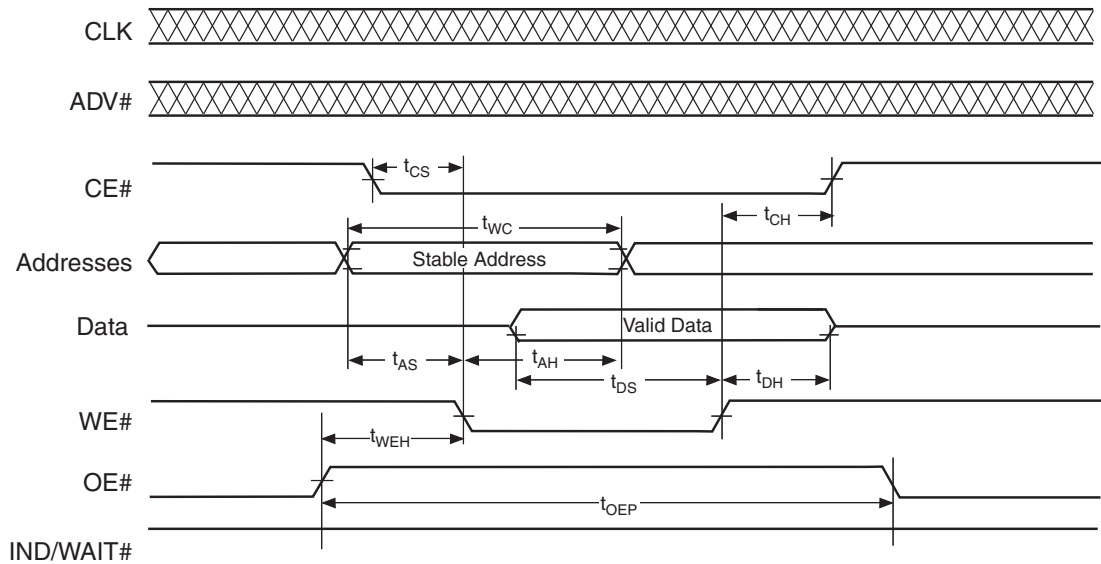 CLK
ADV#
CE#
tCS
tCH
tWC
Addresses
Stable Address
Data
Valid Data
tAS
tAH
tDS
tDH
WE#
tWEH
OE#
tOEP
IND/WAIT#